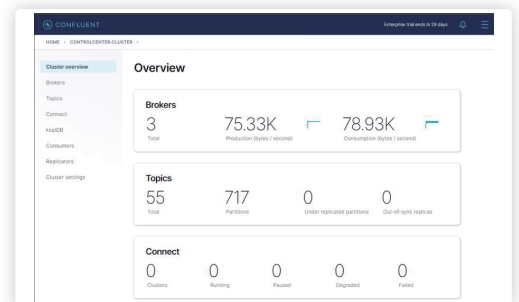 CONFLUENT
Enterprise trial ends in 29 days
HOME > CONTROLCENTER.CLUSTER >
Cluster overview
Brokers
Topics
Connect
ksqlDB
Consumers
Replicators
Cluster settings
Overview
Brokers
3 75.33K 78.93K
Total Production (bytes / second) Consumption (bytes / second)
Topics
55 717 0 0
Total Partitions Under replicated partitions Out-of-sync replicas
Connect
0 0 0 0 0
Clusters Running Paused Degraded Failed